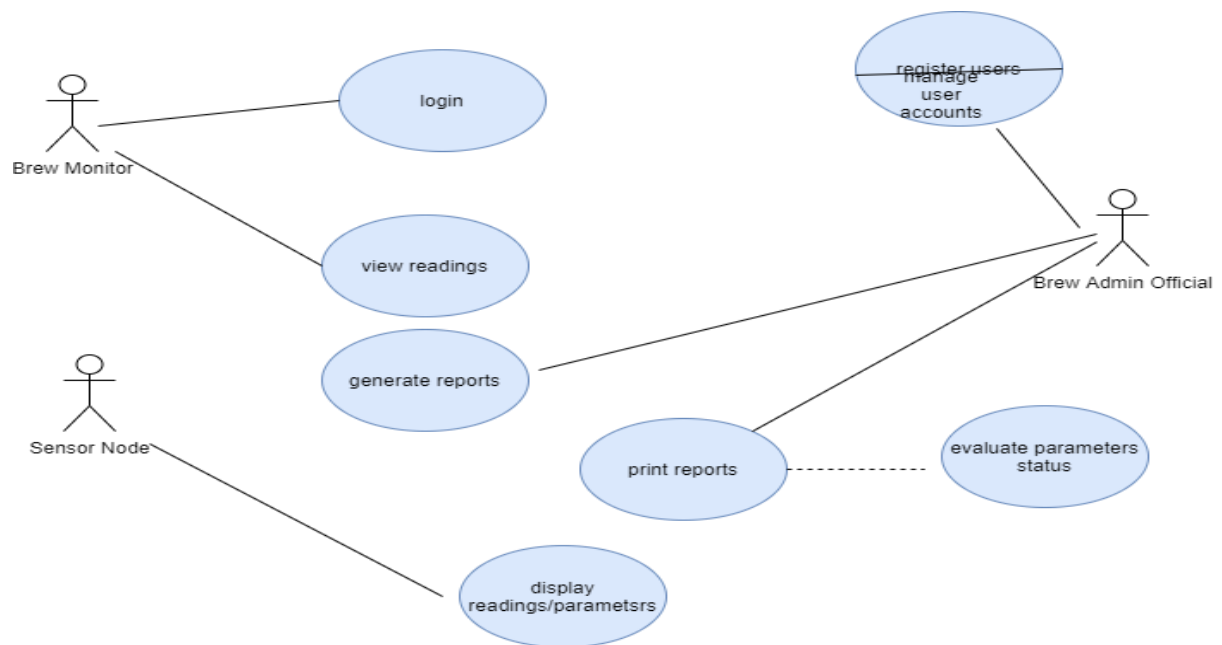 register users
manage
user
accounts
login
Brew Monitor
view readings
Brew Admin Official
generate reports
Sensor Node
print reports
evaluate parameters
status
display
readings/parametsrs